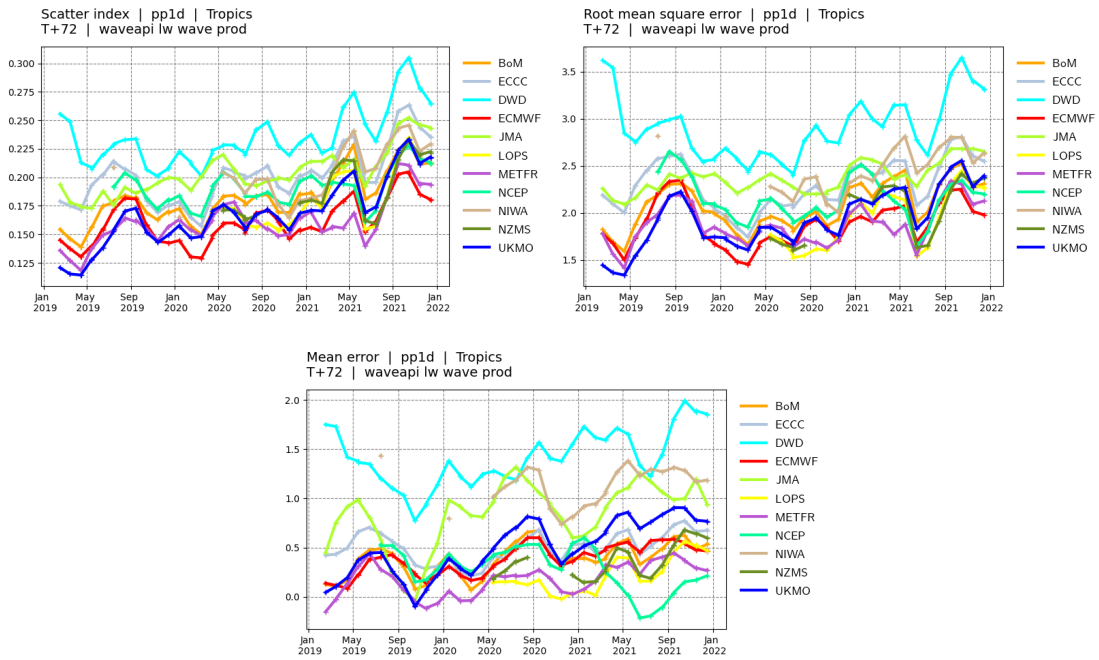 Scatter index | pp1d | Tropics
T+72 | waveapi lw wave prod
0.300
0.275
0.250
0.225
0.200
0.175
0.150
0.125
Jan 2019
May 2019
Sep 2019
Jan 2020
May 2020
Sep 2020
Jan 2021
May 2021
Sep 2021
Jan 2022
BoM
ECCC
DWD
ECMWF
JMA
LOPS
METFR
NCEP
NIWA
NZMS
UKMO
Root mean square error | pp1d | Tropics
T+72 | waveapi lw wave prod
3.5
3.0
2.5
2.0
1.5
Jan 2019
May 2019
Sep 2019
Jan 2020
May 2020
Sep 2020
Jan 2021
May 2021
Sep 2021
Jan 2022
BoM
ECCC
DWD
ECMWF
JMA
LOPS
METFR
NCEP
NIWA
NZMS
UKMO
Mean error | pp1d | Tropics
T+72 | waveapi lw wave prod
2.0
1.5
1.0
0.5
0.0
Jan 2019
May 2019
Sep 2019
Jan 2020
May 2020
Sep 2020
Jan 2021
May 2021
Sep 2021
Jan 2022
BoM
ECCC
DWD
ECMWF
JMA
LOPS
METFR
NCEP
NIWA
NZMS
UKMO